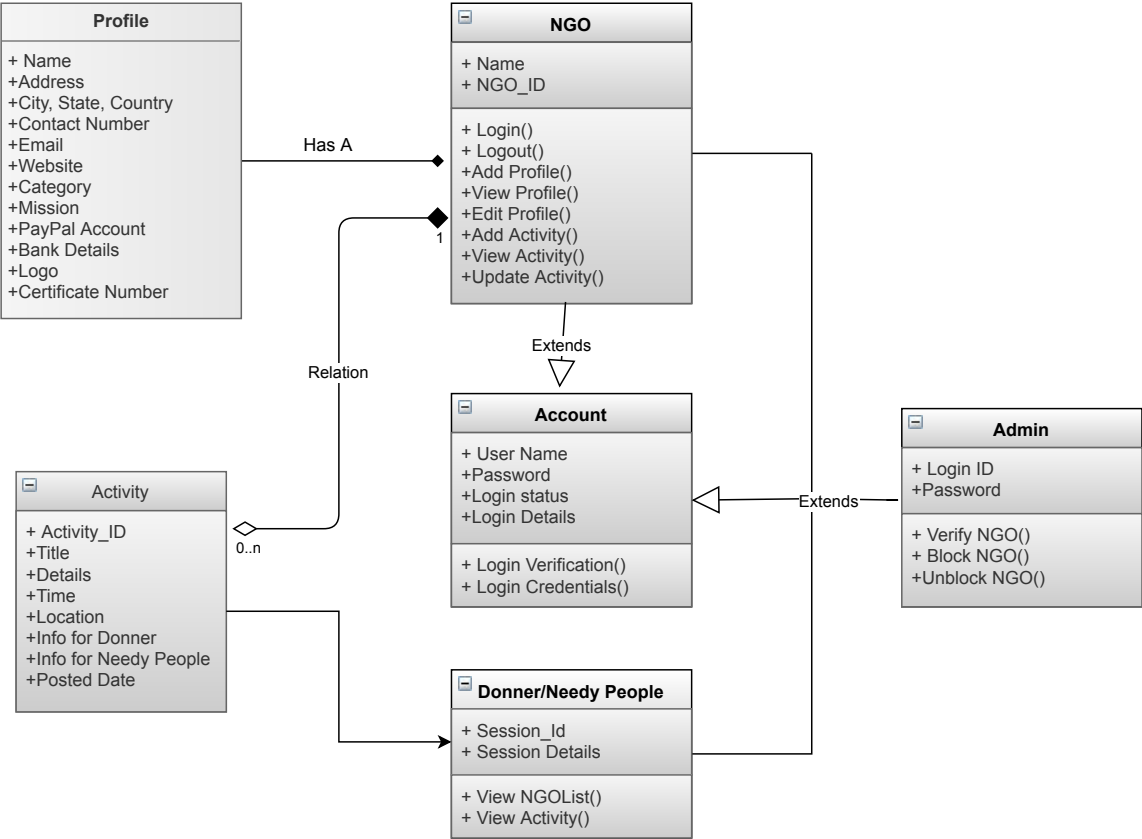 Profile
+ Name
+Address
+City, State, Country
+Contact Number
+Email
+Website
+Category
+Mission
+PayPal Account
+Bank Details
+Logo
+Certificate Number
Has A
NGO
+ Name
+ NGO_ID
+ Login()
+ Logout()
+Add Profile()
+View Profile()
+Edit Profile()
+Add Activity()
+View Activity()
+Update Activity()
1
Extends
Relation
Account
+ User Name
+Password
+Login status
+Login Details
+ Login Verification()
+ Login Credentials()
Extends
Admin
+ Login ID
+Password
+ Verify NGO()
+ Block NGO()
+Unblock NGO()
Activity
+ Activity_ID
+Title
+Details
+Time
+Location
+Info for Donner
+Info for Needy People
+Posted Date
0..n
Donner/Needy People
+ Session_Id
+ Session Details
+ View NGOList()
+ View Activity()